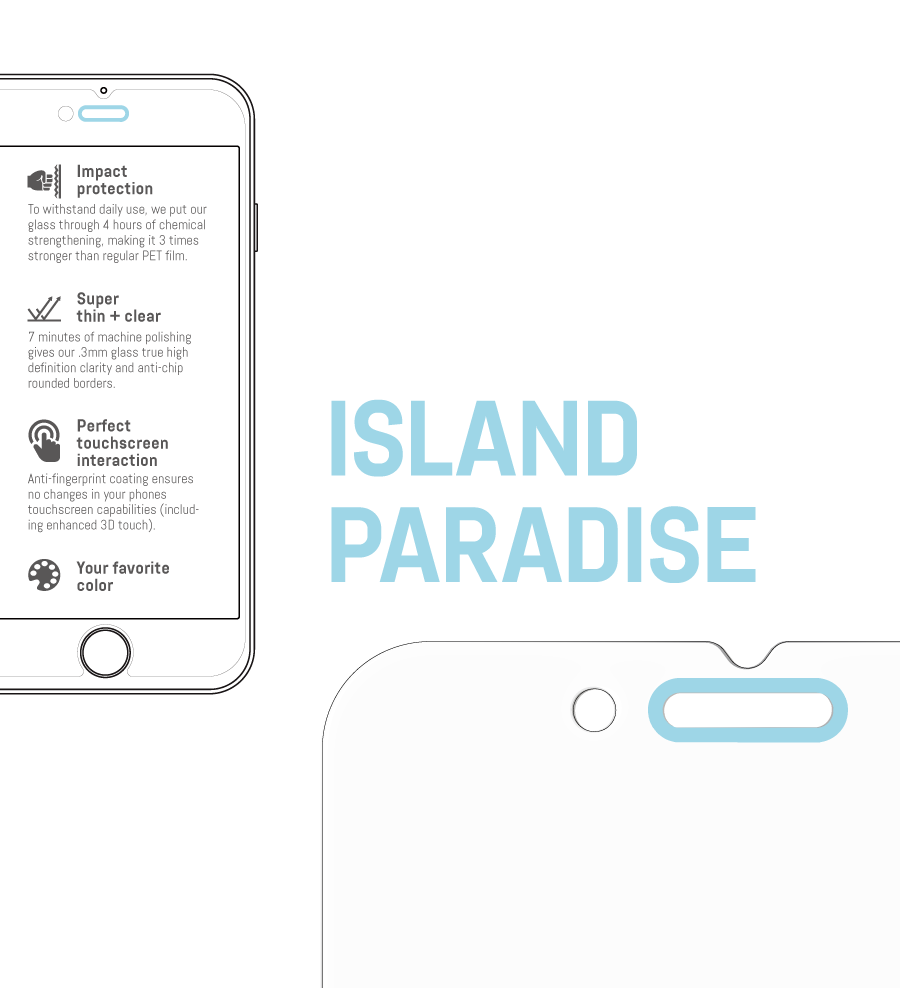 Impact
protection
To withstand daily use, we put our
glass through 4 hours of chemical
strengthening, making it 3 times
stronger than regular PET film.
Super
thin + clear
7 minutes of machine polishing
gives our .3mm glass true high
definition clarity and anti-chip
rounded borders.
Perfect
touchscreen
interaction
Anti-fingerprint coating ensures
no changes in your phones
touchscreen capabilities (includ-
ing enhanced 3D touch).
Your favorite
color
ISLAND
PARADISE